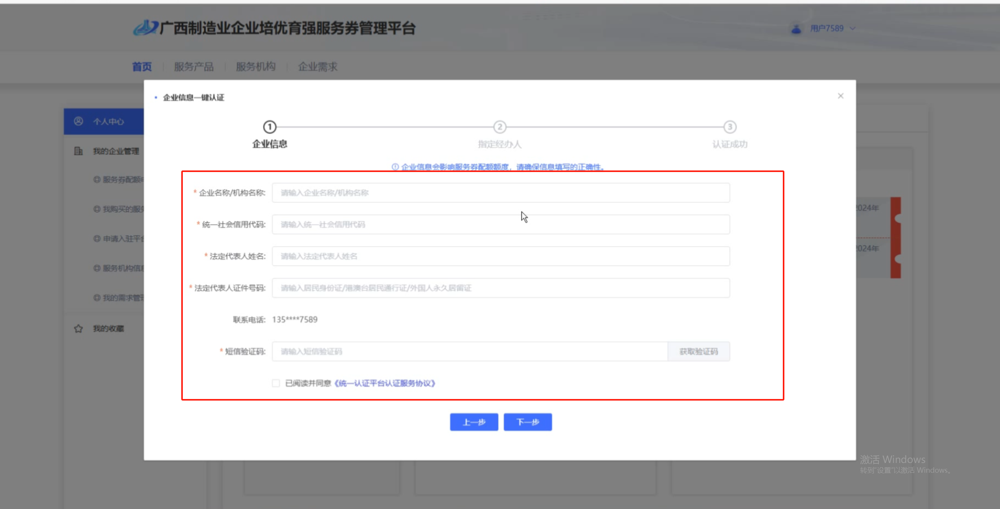 广西制造业企业培优育强服务券管理平台
用户7589
首页 服务产品 服务机构 企业需求
企业信息一键认证
个人中心
我的企业管理
服务券配额
我购买的服务
申请入驻平台
服务机构信息
我的需求管理
我的收藏
1 2 3
企业信息 指定经办人 认证成功
企业信息会影响服务券配额额度，请确保信息填写的正确性。
* 企业名称/机构名称: 请输入企业名称/机构名称
* 统一社会信用代码: 请输入统一社会信用代码
* 法定代表人姓名: 请输入法定代表人姓名
* 法定代表人证件号码: 请输入居民身份证/港澳台居民通行证/外国人永久居留证
联系电话: 135****7589
* 短信验证码: 请输入短信验证码 获取验证码
已阅读并同意《统一认证平台认证服务协议》
上一步 下一步
2024年
2024年
激活 Windows
转到"设置"以激活 Windows。